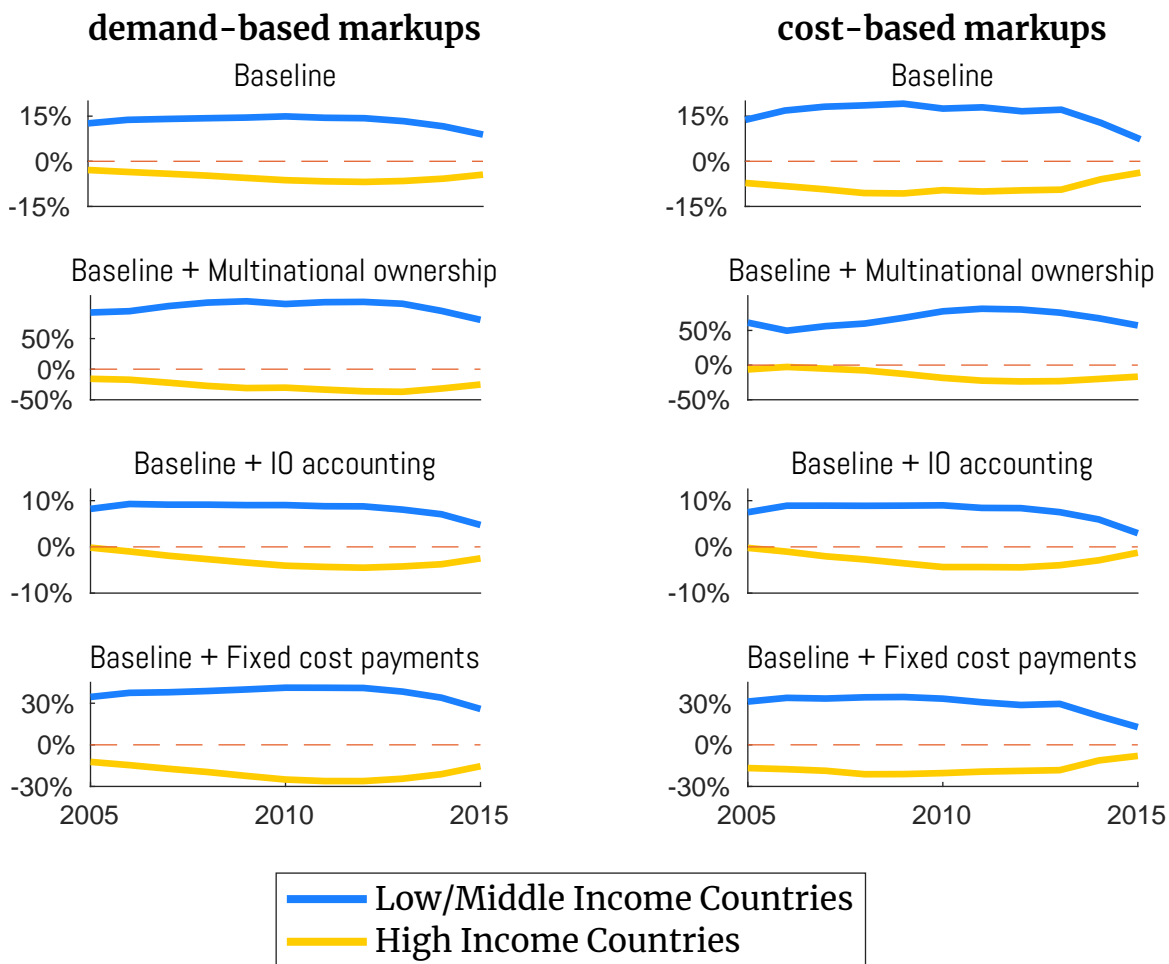 demand-based markups
Baseline
15%
0%
-15%
Baseline + Multinational ownership
50%
0%
-50%
Baseline + IO accounting
10%
0%
-10%
Baseline + Fixed cost payments
30%
0%
-30%
2005 2010 2015
cost-based markups
Baseline
15%
0%
-15%
Baseline + Multinational ownership
50%
0%
-50%
Baseline + IO accounting
10%
0%
-10%
Baseline + Fixed cost payments
30%
0%
-30%
2005 2010 2015
Low/Middle Income Countries
High Income Countries